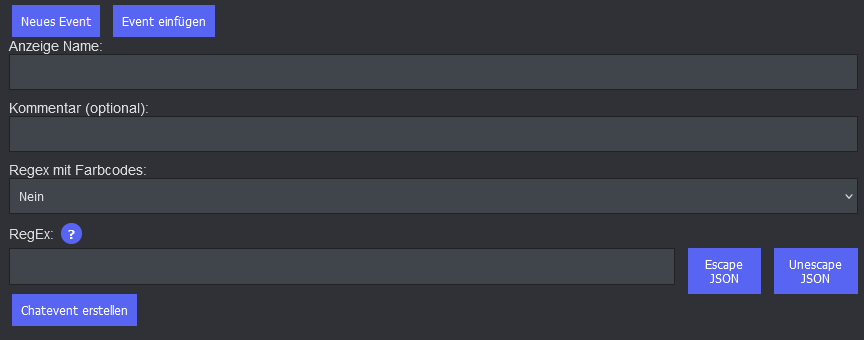 Neues Event Event einfügen
Anzeige Name:
Kommentar (optional):
Regex mit Farbcodes:
Nein
RegEx: ?
Escape JSON
Unescape JSON
Chatevent erstellen